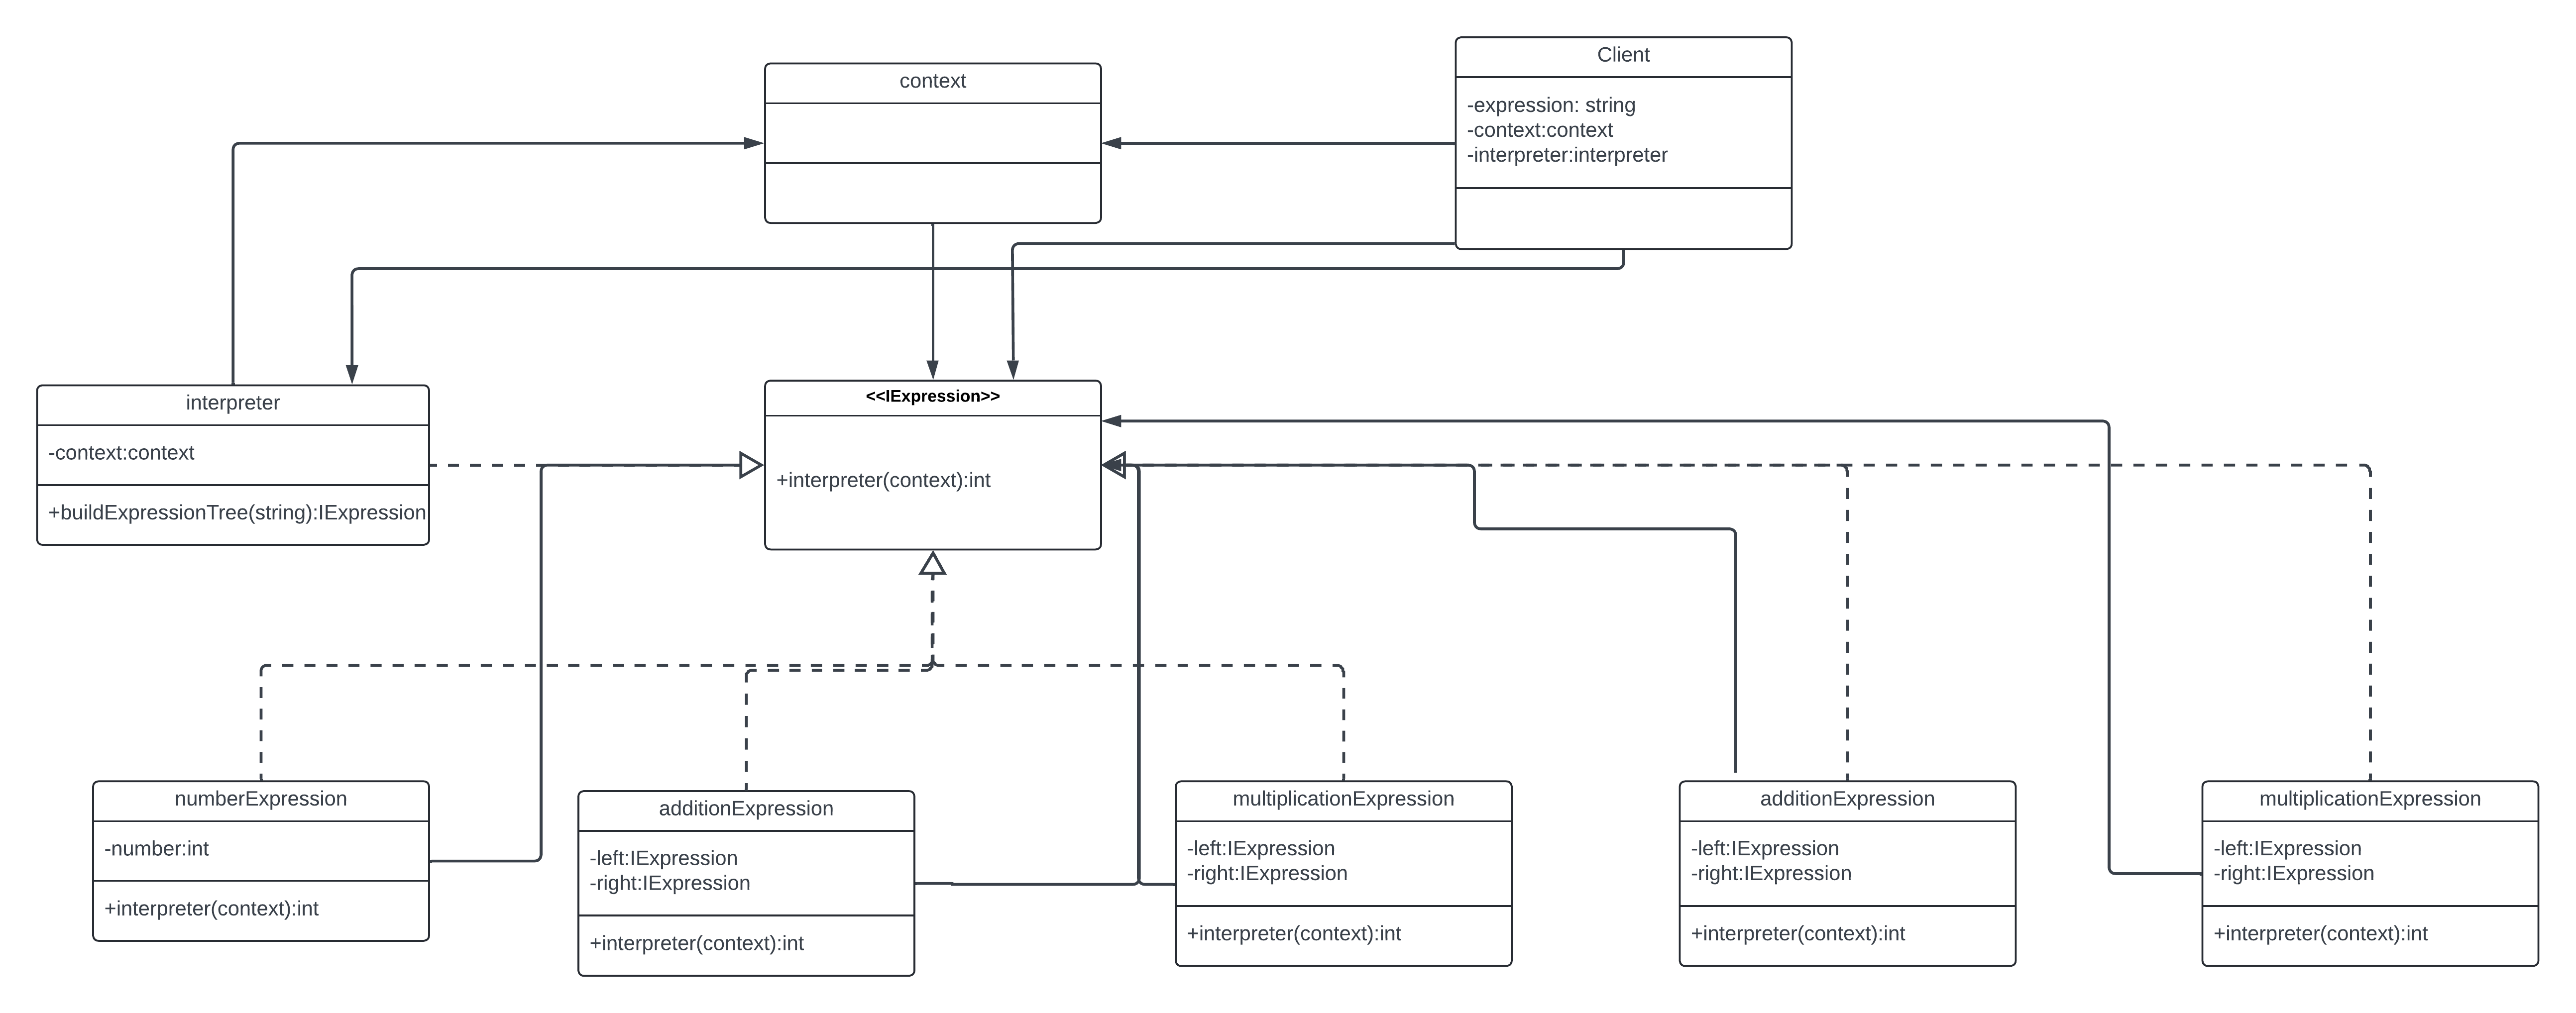 context
Client
-expression: string
-context:context
-interpreter:interpreter
interpreter
-context:context
+buildExpressionTree(string):IExpression
<<IExpression>>
+interpreter(context):int
numberExpression
-number:int
+interpreter(context):int
additionExpression
-left:IExpression
-right:IExpression
+interpreter(context):int
multiplicationExpression
-left:IExpression
-right:IExpression
+interpreter(context):int
additionExpression
-left:IExpression
-right:IExpression
+interpreter(context):int
multiplicationExpression
-left:IExpression
-right:IExpression
+interpreter(context):int